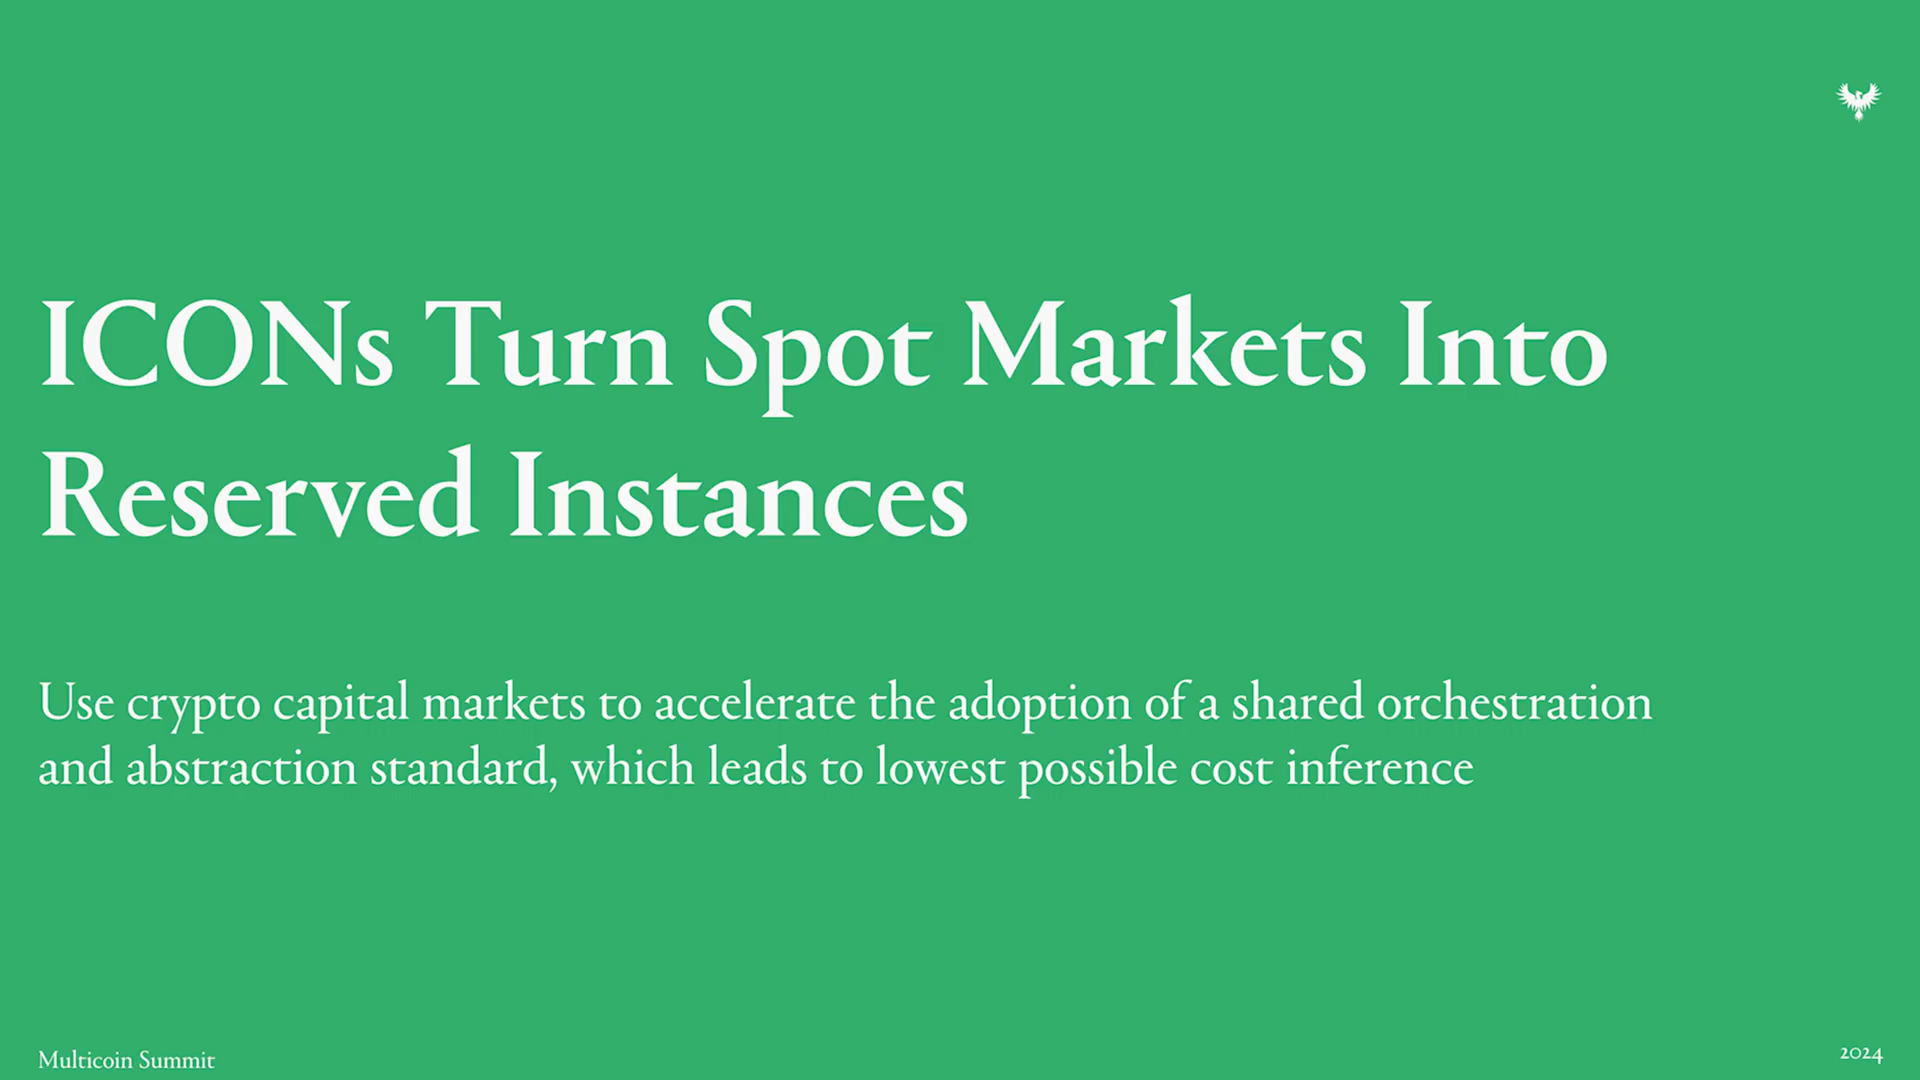 ICONs Turn Spot Markets Into
Reserved Instances
Use crypto capital markets to accelerate the adoption of a shared orchestration
and abstraction standard, which leads to lowest possible cost inference
Multicoin Summit
2024